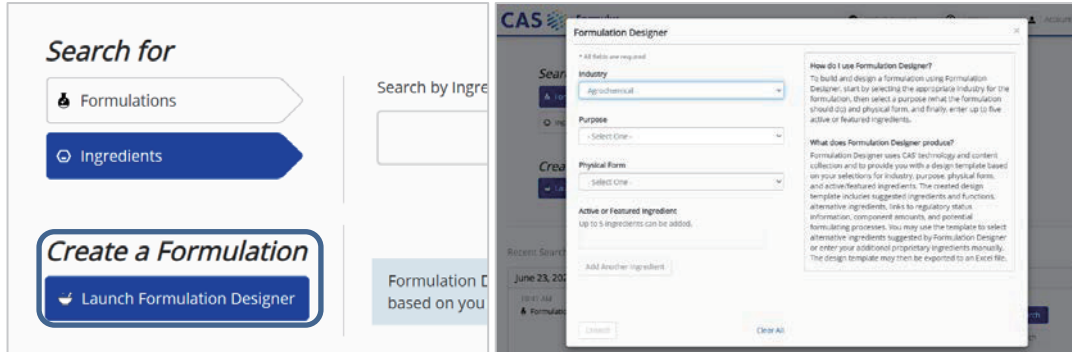 Search for
Formulations
Ingredients
Search by Ingre
Create a Formulation
Launch Formulation Designer
Formulation D
based on you
CAS
Formulation Designer
* All fields are required
Industry
Agrochemical
Purpose
- Select One -
Physical Form
- Select One -
Active or Featured Ingredient
Up to 5 ingredients can be added.
Add Another Ingredient
Clear All
How do I use Formulation Designer?
To build and design a formulation using Formulation
Designer, start by selecting the appropriate industry for the
formulation, then select a purpose (what the formulation
should do) and physical form, and finally, enter up to five
active or featured ingredients.
What does Formulation Designer produce?
Formulation Designer uses CAS technology and content
collection and to provide you with a design template based
on your selections for industry, purpose, physical form,
and active/featured ingredients. The created design
template includes suggested ingredients and functions,
alternative ingredients, links to regulatory status
information, component amounts, and potential
formulating processes. You may use the template to select
alternative ingredients suggested by Formulation Designer
or enter your additional proprietary ingredients manually.
The design template may then be exported to an Excel file.
Sear
Crea
Recent Search
June 23, 202
10:41 AM
Formulatio